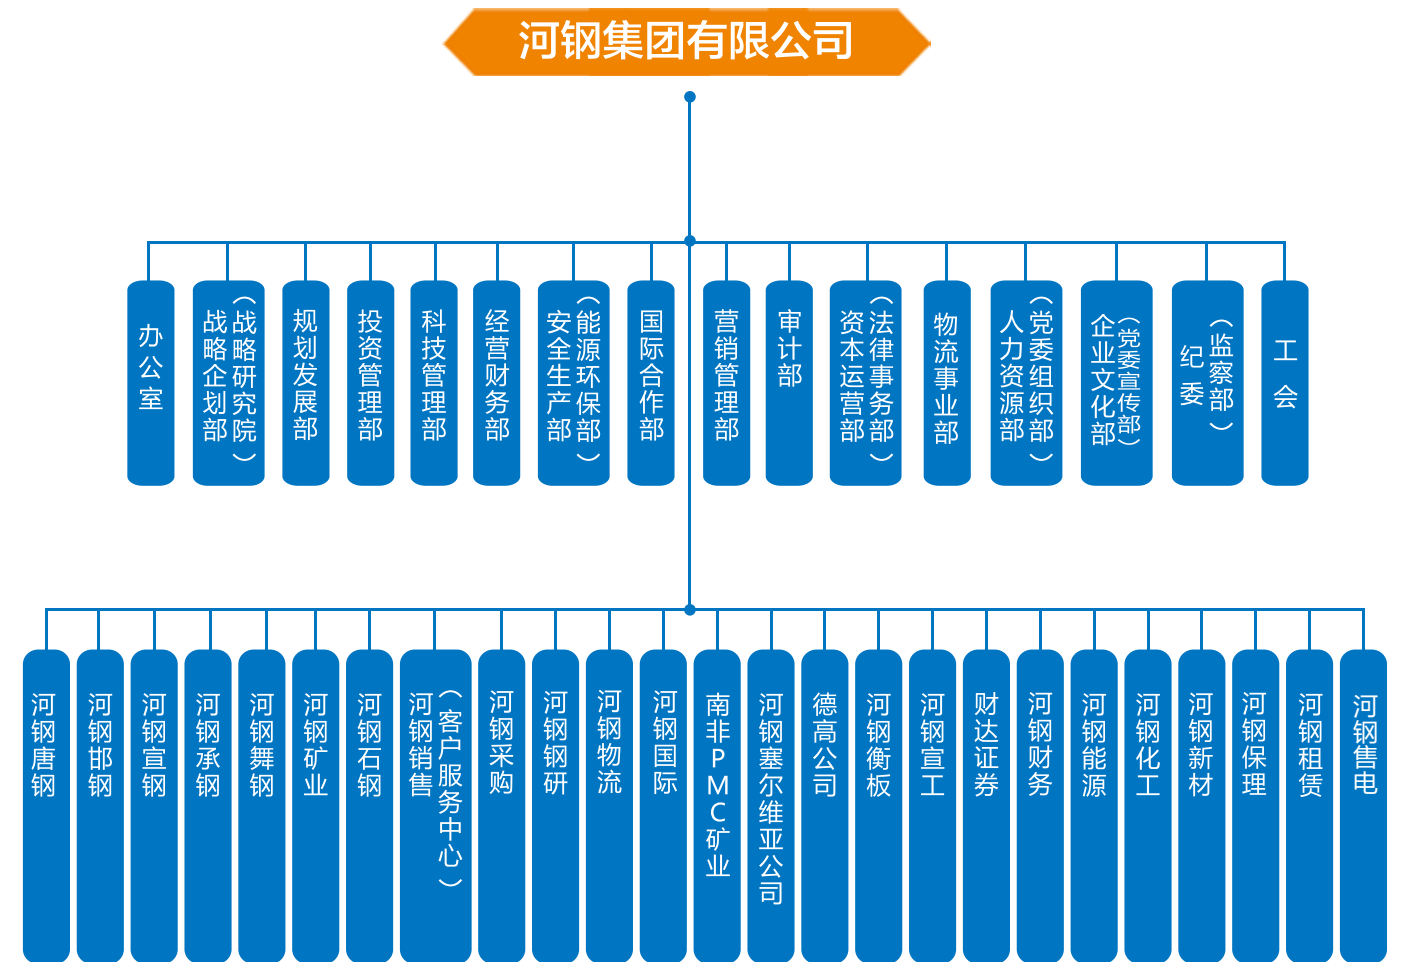 河钢集团有限公司
办公室
战略企划部
（战略研究院）
规划发展部
投资管理部
科技管理部
经营财务部
安全生产部
（能源环保部）
国际合作部
营销管理部
审计部
资本运营部
（法律事务部）
物流事业部
人力资源部
（党委组织部）
企业文化部
（党委宣传部）
纪委
（监察部）
工会
河钢唐钢
河钢邯钢
河钢宣钢
河钢承钢
河钢舞钢
河钢矿业
河钢石钢
河钢销售
（客户服务中心）
河钢采购
河钢钢研
河钢物流
河钢国际
南非PMC矿业
河钢塞尔维亚公司
德高公司
河钢衡板
河钢宣工
财达证券
河钢财务
河钢能源
河钢化工
河钢新材
河钢保理
河钢租赁
河钢售电